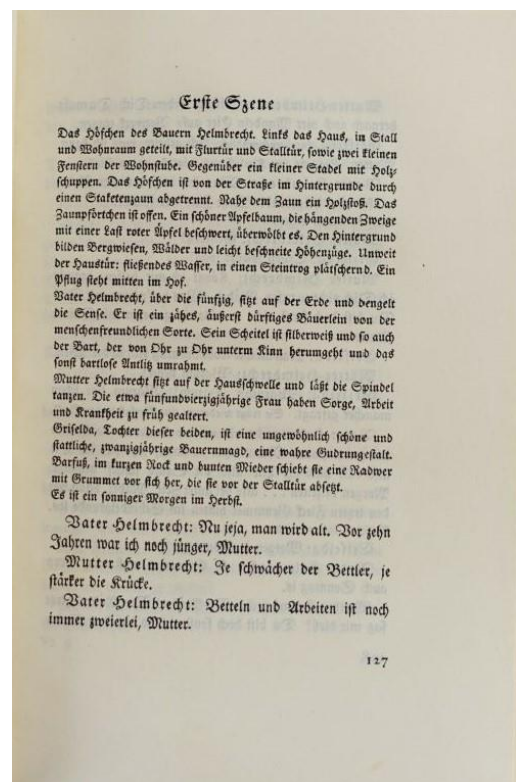 Erste Szene
Das Höfchen des Bauern Helmbrecht. Links das Haus, in Stall
und Wohnraum geteilt, mit Flurtür und Stalltür, sowie zwei kleinen
Fenstern der Wohnstube. Gegenüber ein kleiner Stadel mit Holz-
schuppen. Das Höfchen ist von der Straße im Hintergrunde durch
einen Staketenzaun abgetrennt. Nahe dem Zaun ein Holzstoß. Das
Zaunpförtchen ist offen. Ein schöner Apfelbaum, die hängenden Zweige
mit einer Last roter Äpfel beschwert, überwölbt es. Den Hintergrund
bilden Bergwiesen, Wälder und leicht beschneite Höhenzüge. Unweit
der Haustür: fließendes Wasser, in einen Steintrog plätschernd. Ein
Pflug steht mitten im Hof.
Vater Helmbrecht, über die fünfzig, sitzt auf der Erde und dengelt
die Sense. Er ist ein zähes, äußerst dürftiges Bäuerlein von der
menschenfreundlichen Sorte. Sein Scheitel ist silberweiß und so auch
der Bart, der von Ohr zu Ohr unterm Kinn herumgeht und das
sonst bartlose Antlitz umrahmt.
Mutter Helmbrecht sitzt auf der Hausschwelle und läßt die Spindel
tanzen. Die etwa fünfundvierzigjährige Frau haben Sorge, Arbeit
und Krankheit zu früh gealtert.
Griselda, Tochter dieser beiden, ist eine ungewöhnlich schöne und
stattliche, zwanzigjährige Bauernmagd, eine wahre Gudrungestalt.
Barfuß, im kurzen Rock und bunten Mieder schiebt sie eine Radwer
mit Grummet vor sich her, die sie vor der Stalltür absetzt.
Es ist ein sonniger Morgen im Herbst.
Vater Helmbrecht: Nu jeja, man wird alt. Vor zehn
Jahren war ich noch jünger, Mutter.
Mutter Helmbrecht: Je schwächer der Bettler, je
stärker die Krücke.
Vater Helmbrecht: Betteln und Arbeiten ist noch
immer zweierlei, Mutter.
127